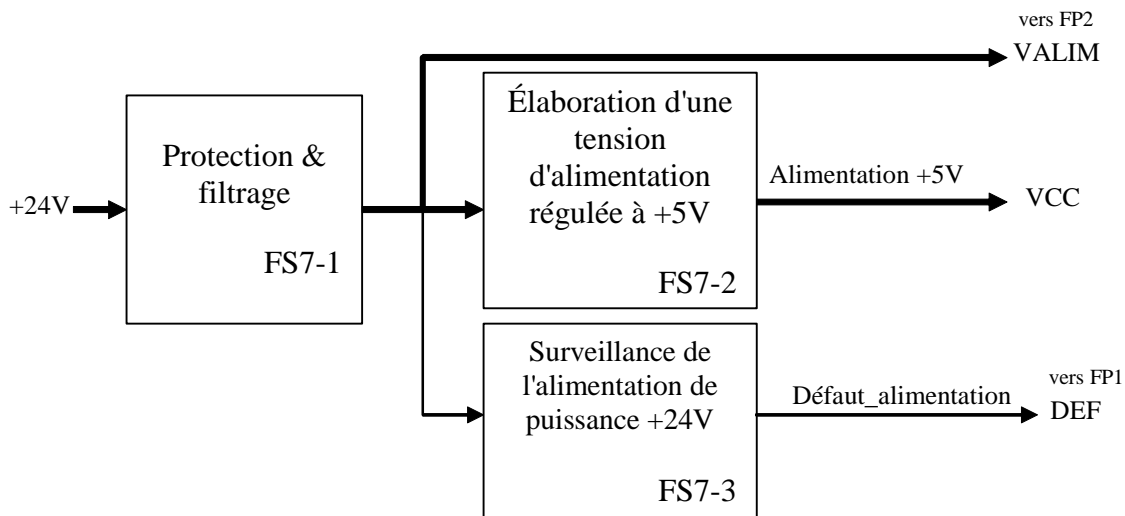 vers FP2
VALIM
Protection &
filtrage
FS7-1
+24V
Élaboration d'une
tension
d'alimentation
régulée à +5V
FS7-2
Alimentation +5V
VCC
Surveillance de
l'alimentation de
puissance +24V
FS7-3
Défaut_alimentation
vers FP1
DEF